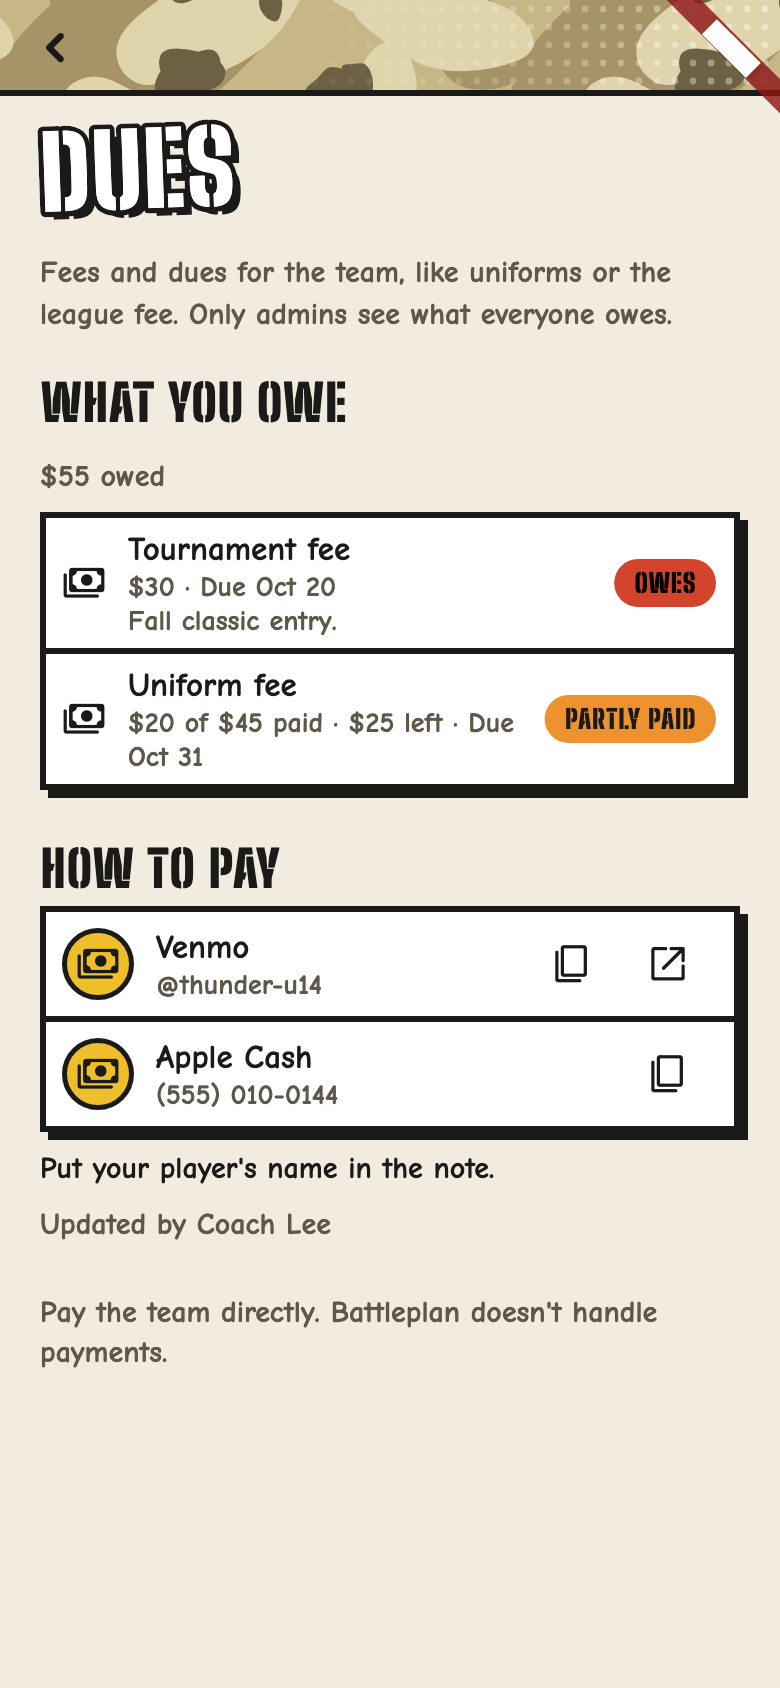 DUES
Fees and dues for the team, like uniforms or the
league fee. Only admins see what everyone owes.
WHAT YOU OWE
$55 owed
Tournament fee
$30 · Due Oct 20
Fall classic entry.
OWES
Uniform fee
$20 of $45 paid · $25 left · Due
Oct 31
PARTLY PAID
HOW TO PAY
Venmo
@thunder-u14
Apple Cash
(555) 010-0144
Put your player's name in the note.
Updated by Coach Lee
Pay the team directly. Battleplan doesn't handle
payments.